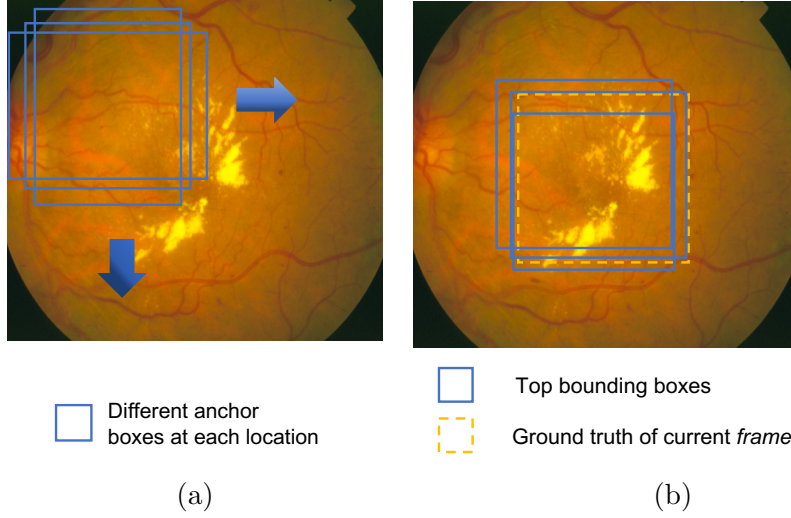 Different anchor
boxes at each location
Top bounding boxes
Ground truth of current frame
(a)
(b)